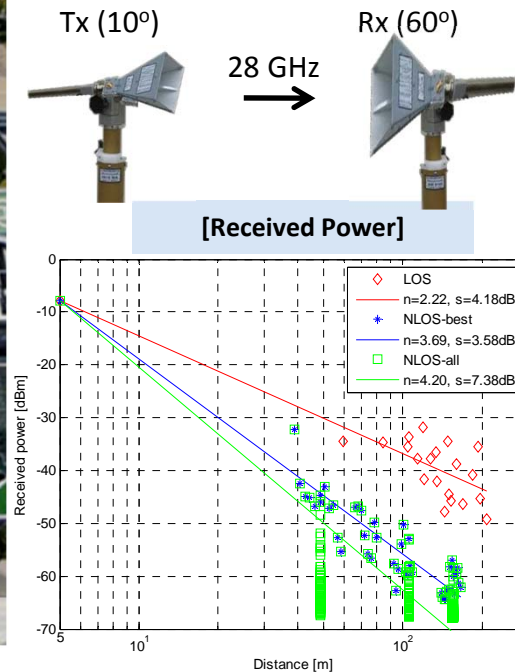 Tx (10º) Rx (60º)
28 GHz
[Received Power]
Received power [dBm]
0
-10
-20
-30
-40
-50
-60
-70
LOS
n=2.22, s=4.18dB
NLOS-best
n=3.69, s=3.58dB
NLOS-all
n=4.20, s=7.38dB
5 10¹ 10²
Distance [m]